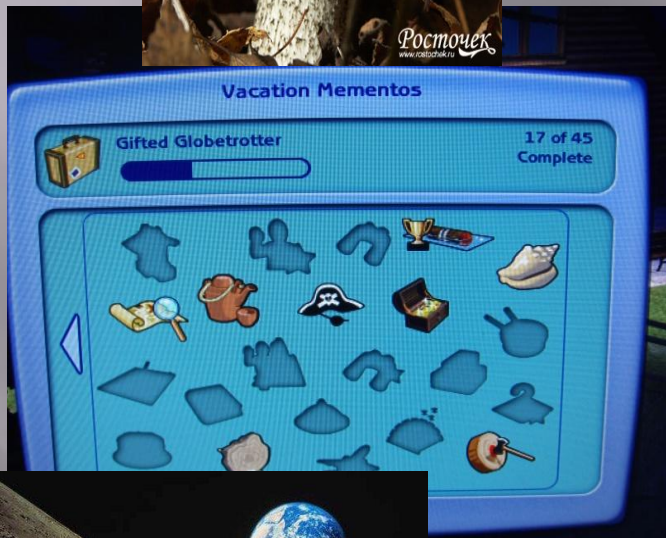 Росточек
www.rostochek.ru
Vacation Mementos
Gifted Globetrotter
17 of 45
Complete